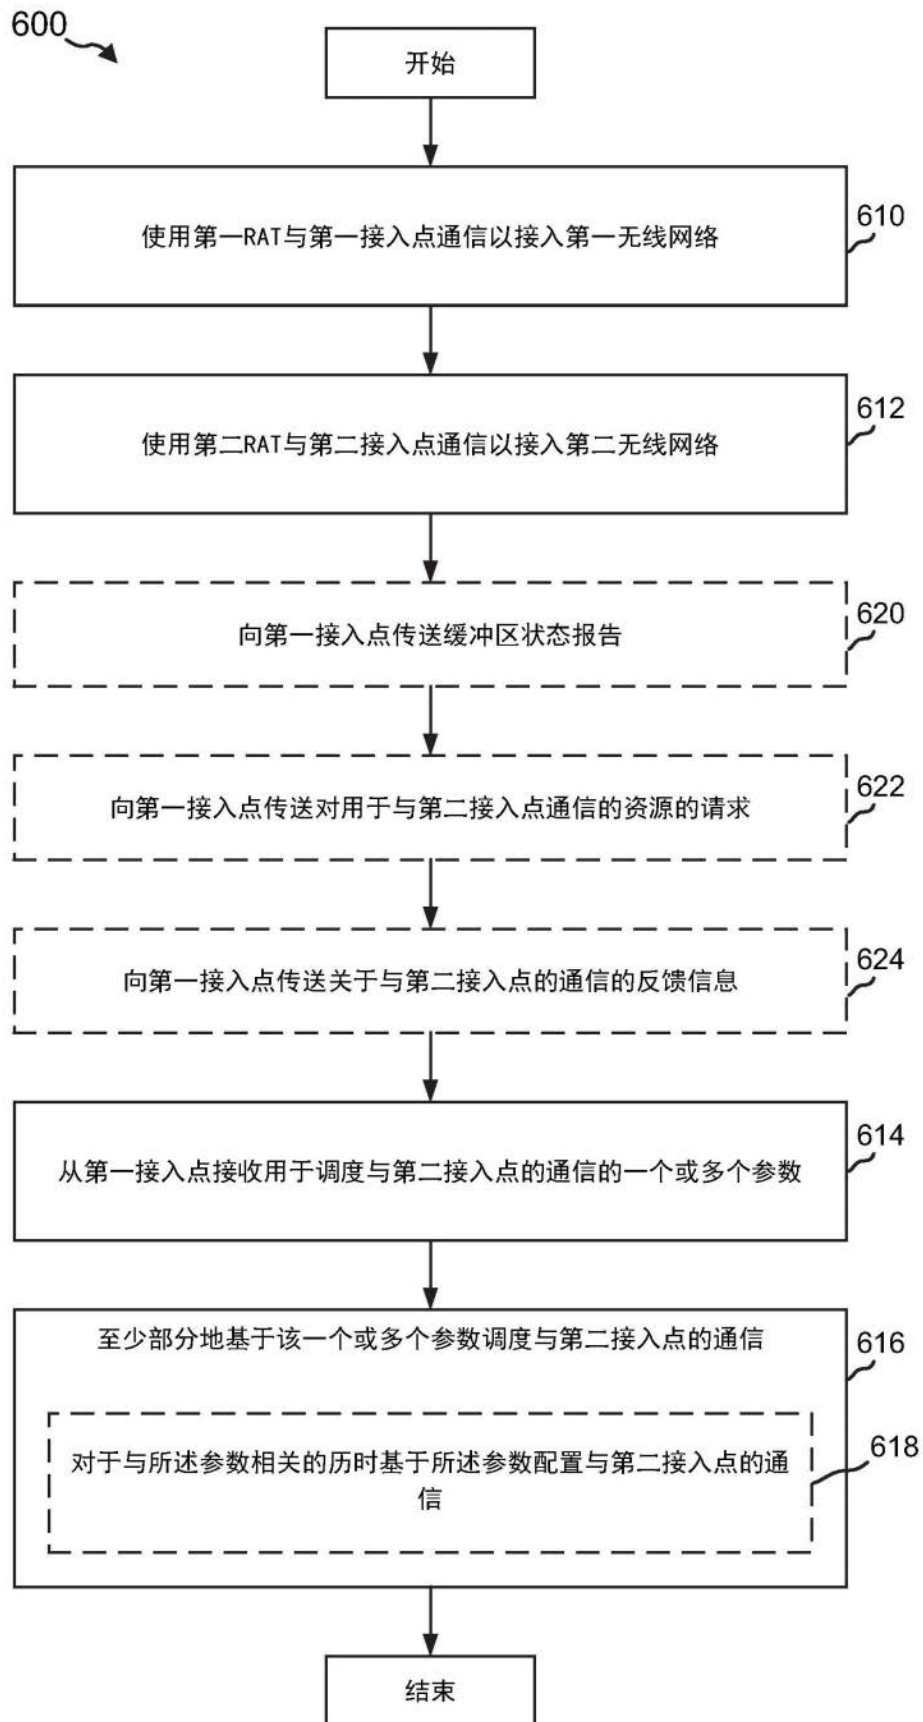 600
开始
使用第一RAT与第一接入点通信以接入第一无线网络
610
使用第二RAT与第二接入点通信以接入第二无线网络
612
向第一接入点传送缓冲区状态报告
620
向第一接入点传送对用于与第二接入点通信的资源的请求
622
向第一接入点传送关于与第二接入点的通信的反馈信息
624
从第一接入点接收用于调度与第二接入点的通信的一个或多个参数
614
至少部分地基于该一个或多个参数调度与第二接入点的通信
616
对于与所述参数相关的历时基于所述参数配置与第二接入点的通
信
618
结束